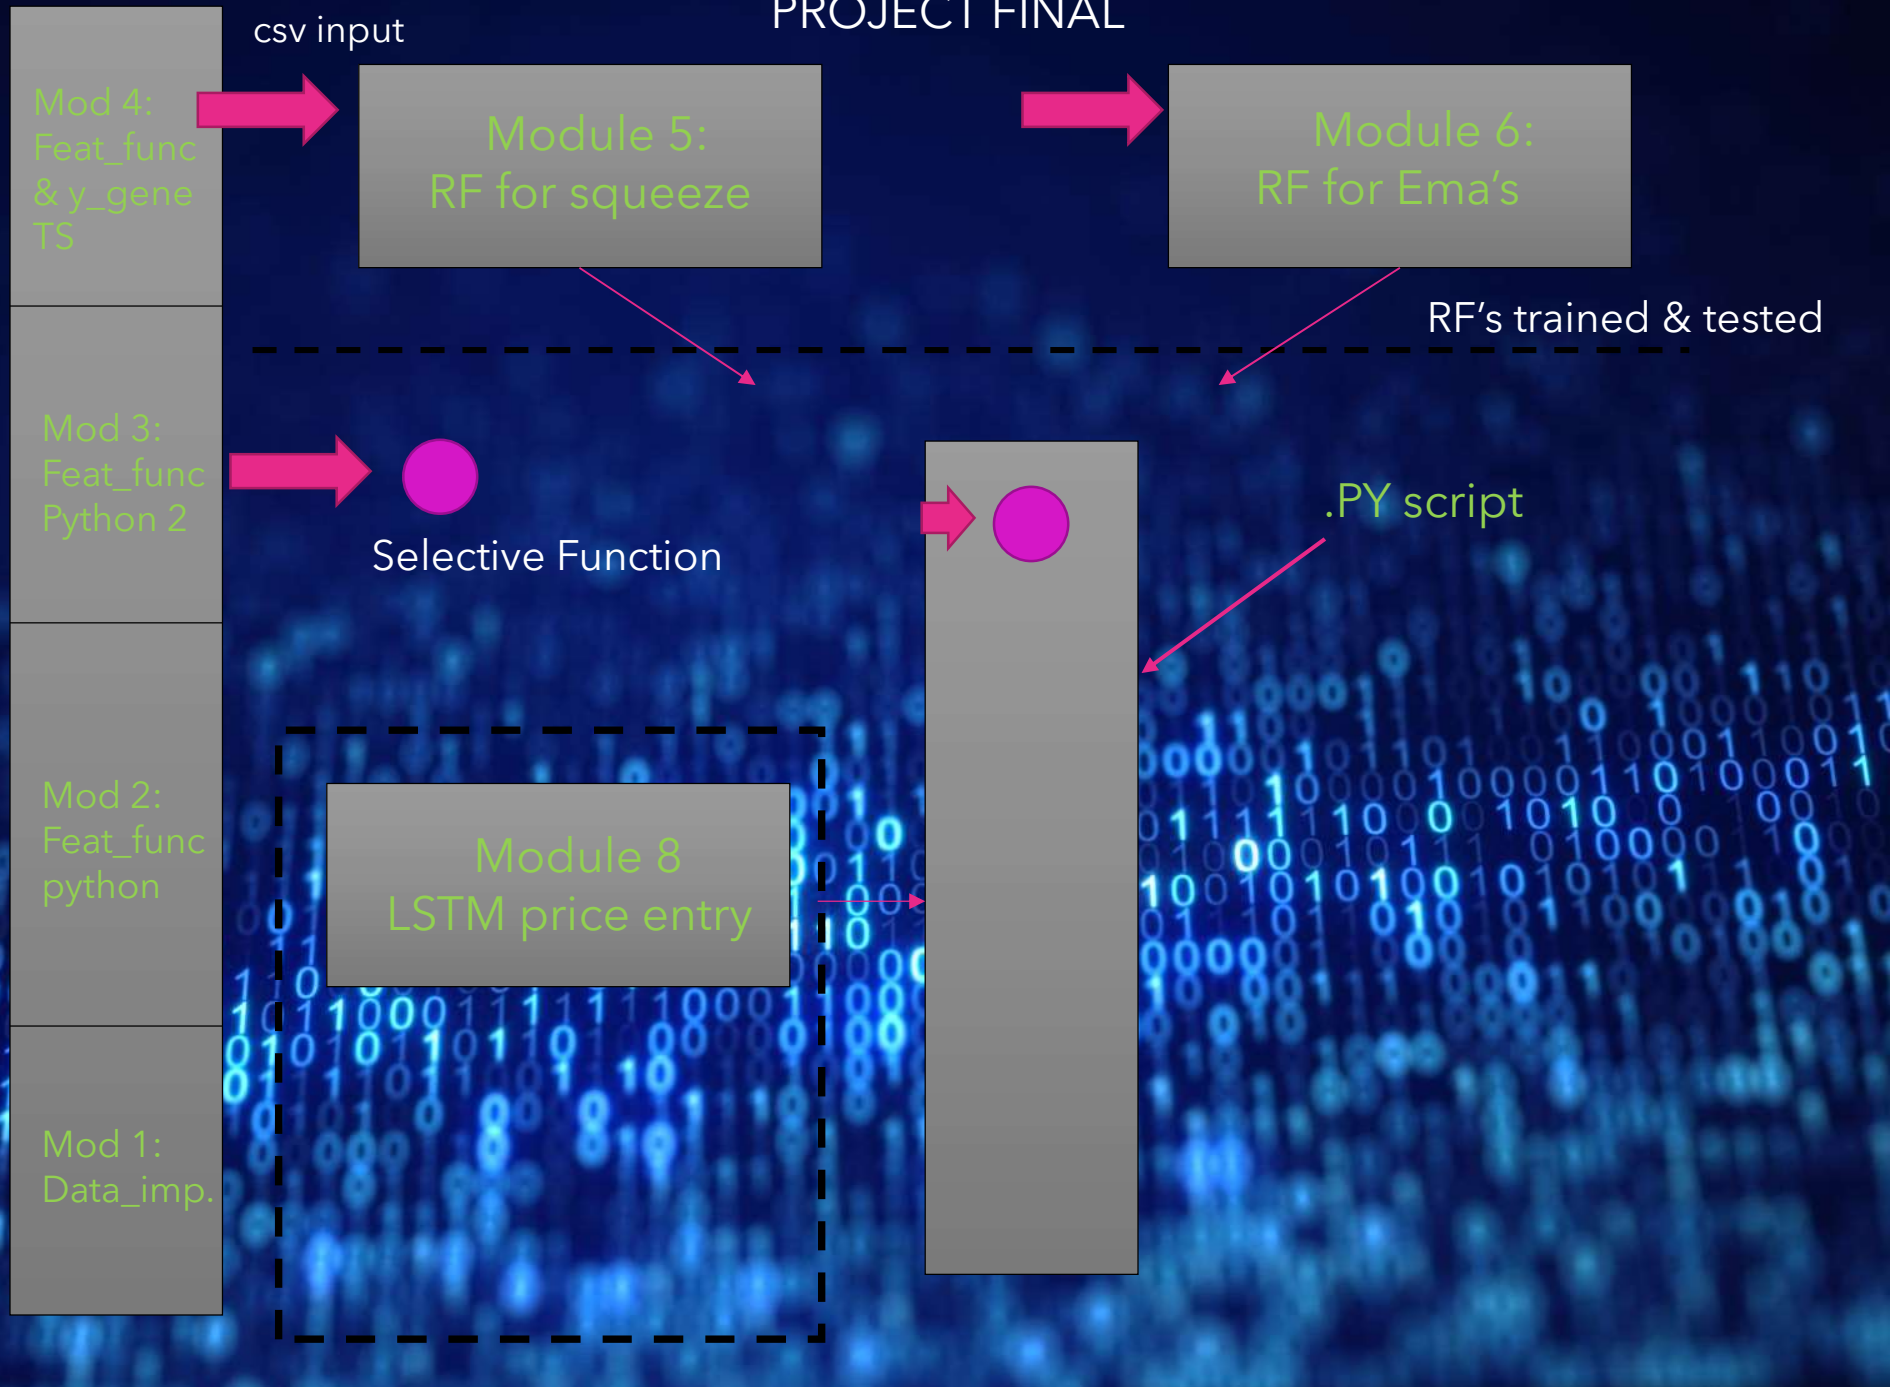 PROJECT FINAL
csv input
Mod 4:
Feat_func
& y_gene
TS
Module 5:
RF for squeeze
Module 6:
RF for Ema's
RF's trained & tested
Mod 3:
Feat_func
Python 2
Selective Function
.PY script
Mod 2:
Feat_func
python
Module 8
LSTM price entry
Mod 1:
Data_imp.